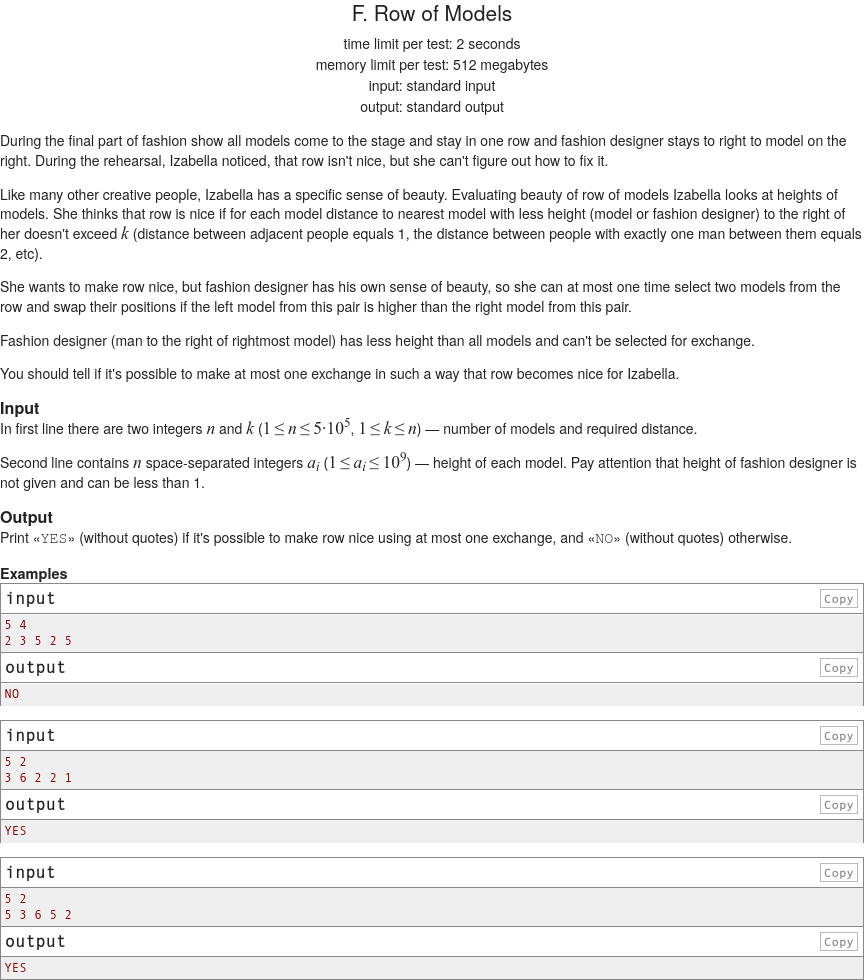 F. Row of Models
time limit per test: 2 seconds
memory limit per test: 512 megabytes
input: standard input
output: standard output
During the final part of fashion show all models come to the stage and stay in one row and fashion designer stays to right to model on the
right. During the rehearsal, Izabella noticed, that row isn't nice, but she can't figure out how to fix it.
Like many other creative people, Izabella has a specific sense of beauty. Evaluating beauty of row of models Izabella looks at heights of
models. She thinks that row is nice if for each model distance to nearest model with less height (model or fashion designer) to the right of
her doesn't exceed k (distance between adjacent people equals 1, the distance between people with exactly one man between them equals
2, etc).
She wants to make row nice, but fashion designer has his own sense of beauty, so she can at most one time select two models from the
row and swap their positions if the left model from this pair is higher than the right model from this pair.
Fashion designer (man to the right of rightmost model) has less height than all models and can't be selected for exchange.
You should tell if it's possible to make at most one exchange in such a way that row becomes nice for Izabella.
Input
In first line there are two integers n and k (1 ≤ n ≤ 5·10^5, 1 ≤ k ≤ n) — number of models and required distance.
Second line contains n space-separated integers a_i (1 ≤ a_i ≤ 10^9) — height of each model. Pay attention that height of fashion designer is
not given and can be less than 1.
Output
Print «YES» (without quotes) if it's possible to make row nice using at most one exchange, and «NO» (without quotes) otherwise.
Examples
input Copy
5 4
2 3 5 2 5
output Copy
NO
input Copy
5 2
3 6 2 2 1
output Copy
YES
input Copy
5 2
5 3 6 5 2
output Copy
YES